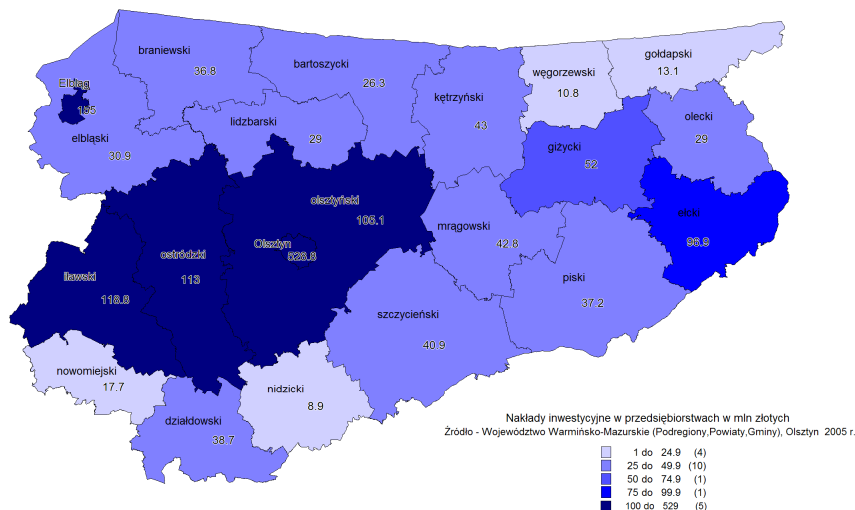 braniewski
36.8
bartoszycki
26.3
gołdapski
13.1
węgorzewski
10.8
Elbląg
195
kętrzyński
43
olecki
29
lidzbarski
29
elbląski
30.9
giżycki
52
olsztyński
105.1
ełcki
96.9
mrągowski
42.8
Olsztyn
528.8
ostródzki
113
iławski
118.8
piski
37.2
szczycieński
40.9
nowomiejski
17.7
nidzicki
8.9
działdowski
38.7
Nakłady inwestycyjne w przedsiębiorstwach w mln złotych
Źródło - Województwo Warmińsko-Mazurskie (Podregiony,Powiaty,Gminy), Olsztyn 2005 r.
1 do 24.9 (4)
25 do 49.9 (10)
50 do 74.9 (1)
75 do 99.9 (1)
100 do 529 (5)